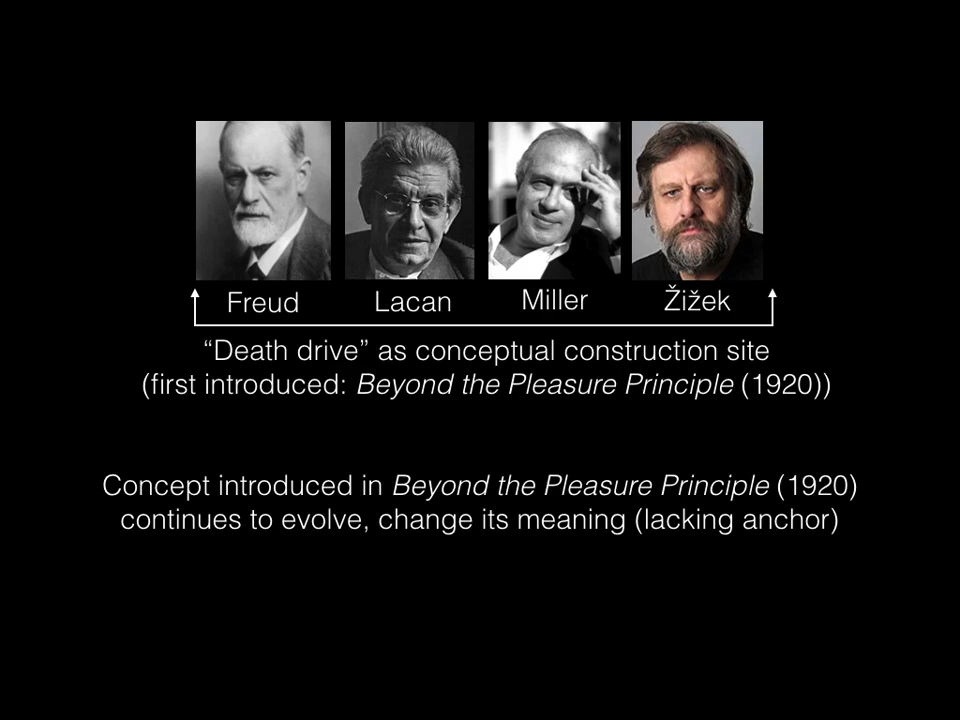 Freud
Lacan
Miller
Žižek
“Death drive” as conceptual construction site
(first introduced: Beyond the Pleasure Principle (1920))
Concept introduced in Beyond the Pleasure Principle (1920)
continues to evolve, change its meaning (lacking anchor)